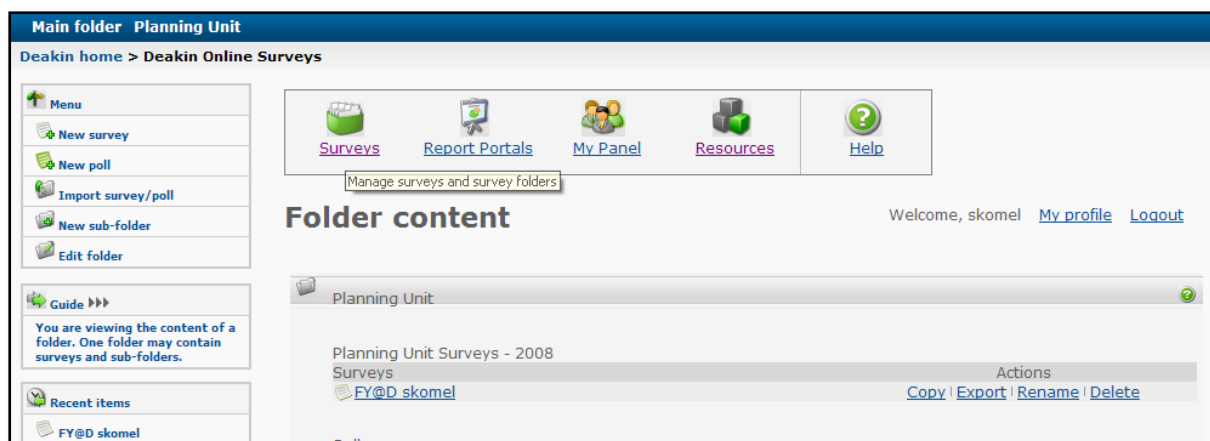 Main folder Planning Unit
Deakin home > Deakin Online Surveys
Menu
New survey
New poll
Import survey/poll
New sub-folder
Edit folder
Guide
You are viewing the content of a
folder. One folder may contain
surveys and sub-folders.
Recent items
FY@D skomel
Surveys Report Portals My Panel Resources Help
Manage surveys and survey folders
Folder content
Welcome, skomel My profile Logout
Planning Unit
Planning Unit Surveys - 2008
Surveys Actions
FY@D skomel Copy | Export | Rename | Delete